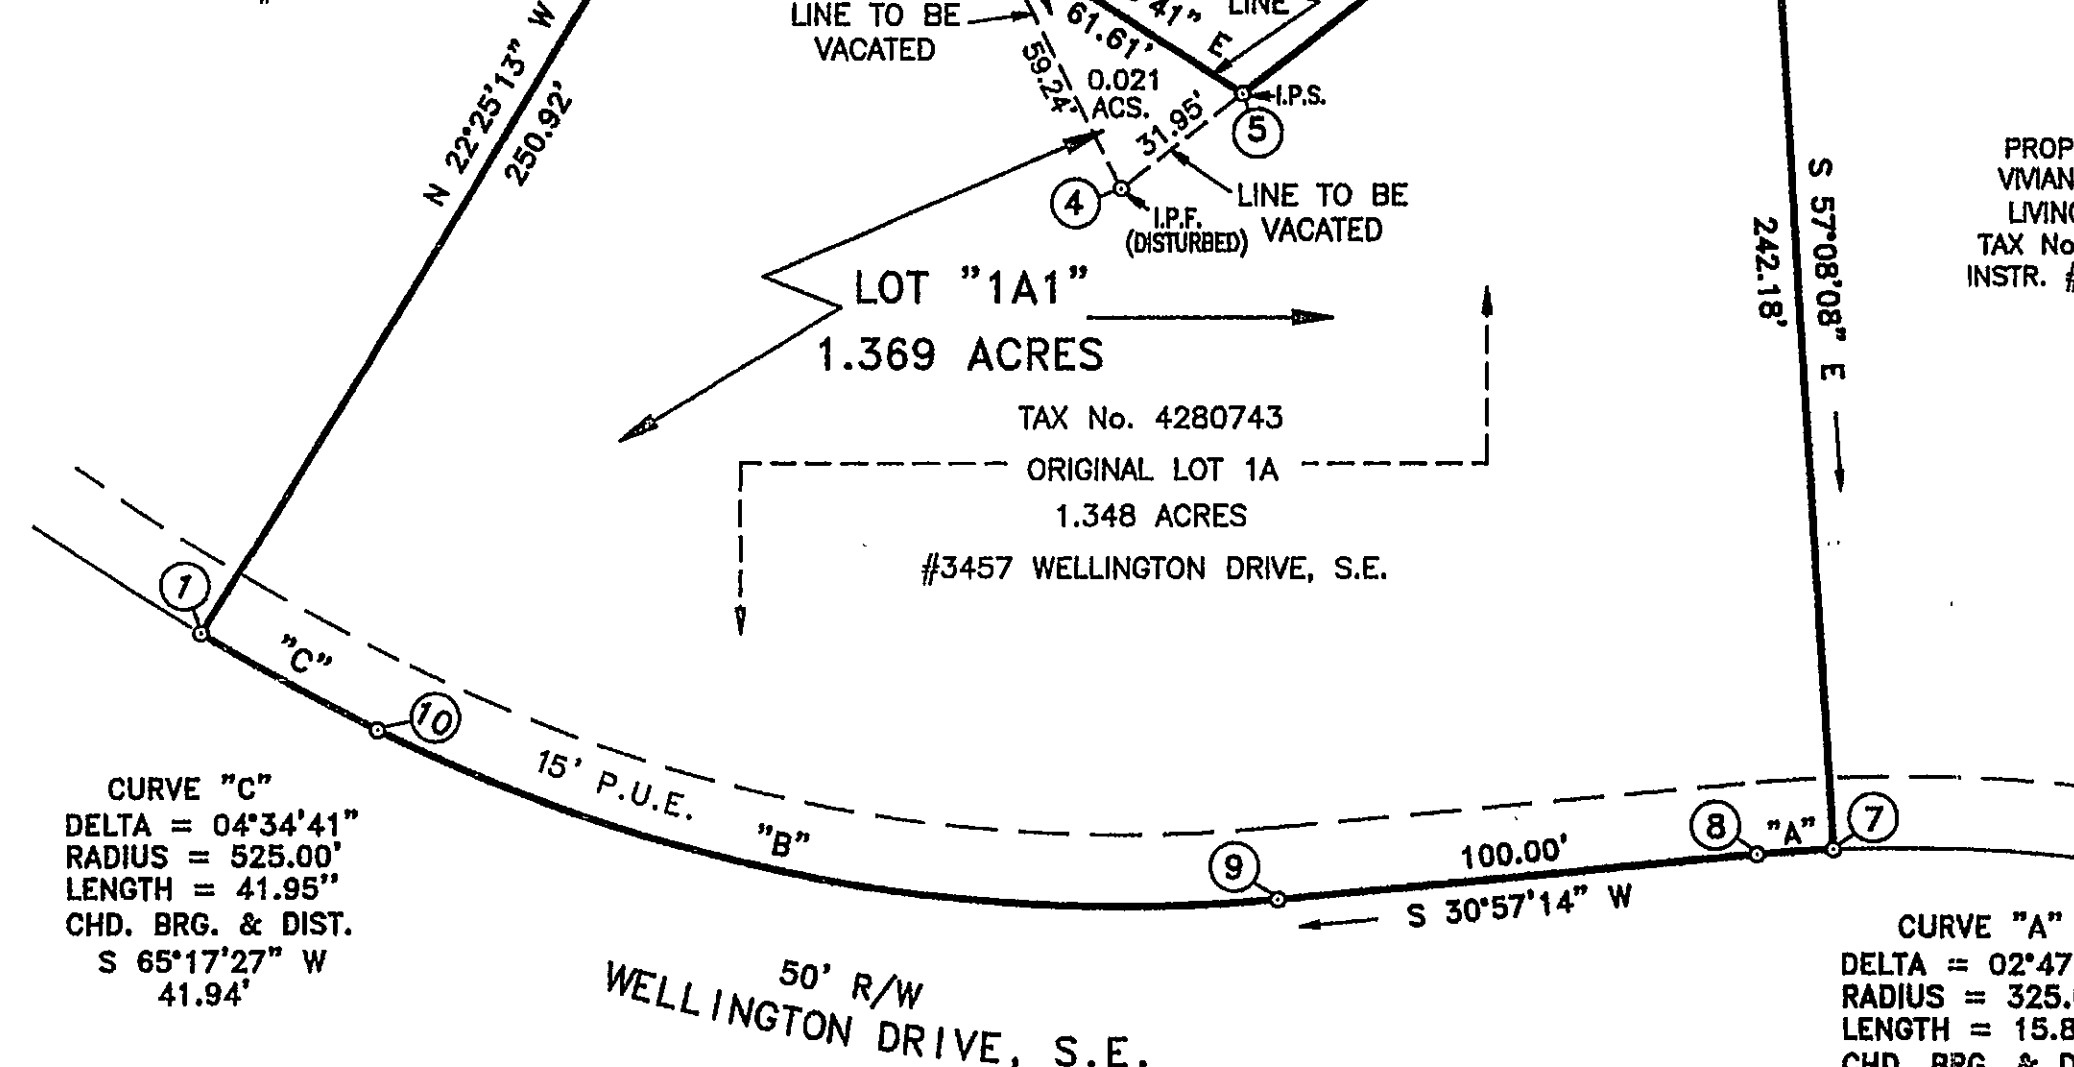 LINE TO BE
VACATED
61.61'
41" E
LINE
59.24'
0.021
ACS.
31.95'
I.P.S.
5
4
I.P.F.
(DISTURBED)
LINE TO BE
VACATED
N 22°25'13" W
250.92'
S 57°08'08" E
242.18'
PROP
VIVIAN
LIVING
TAX No
INSTR. #
LOT "1A1"
1.369 ACRES
TAX No. 4280743
ORIGINAL LOT 1A
1.348 ACRES
#3457 WELLINGTON DRIVE, S.E.
1
"C"
10
15' P.U.E.
"B"
9
100.00'
S 30°57'14" W
8
"A"
7
CURVE "C"
DELTA = 04°34'41"
RADIUS = 525.00'
LENGTH = 41.95"
CHD. BRG. & DIST.
S 65°17'27" W
41.94'
50' R/W
WELLINGTON DRIVE, S.E.
CURVE "A"
DELTA = 02°47
RADIUS = 325.
LENGTH = 15.8
CHD. BRG. & D